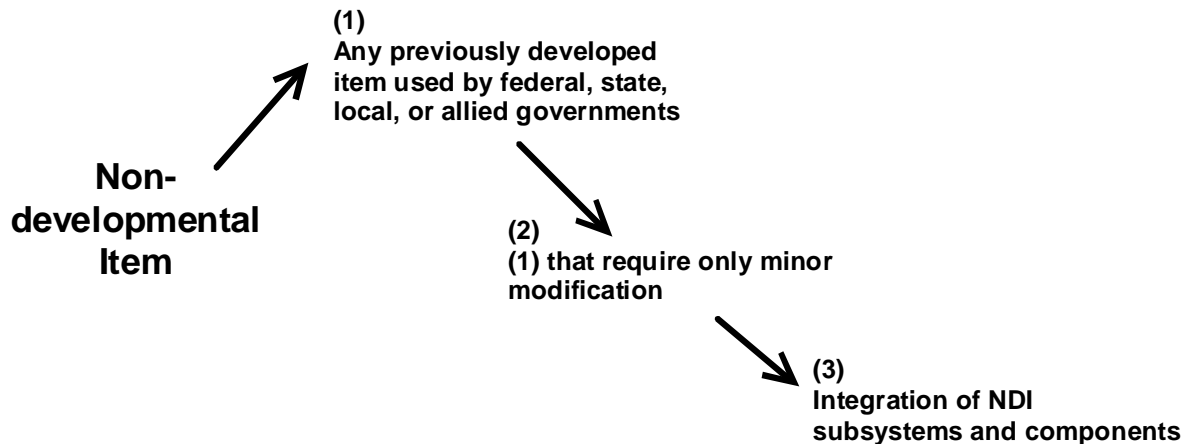 (1)
Any previously developed
item used by federal, state,
local, or allied governments
Non-
developmental
Item
(2)
(1) that require only minor
modification
(3)
Integration of NDI
subsystems and components